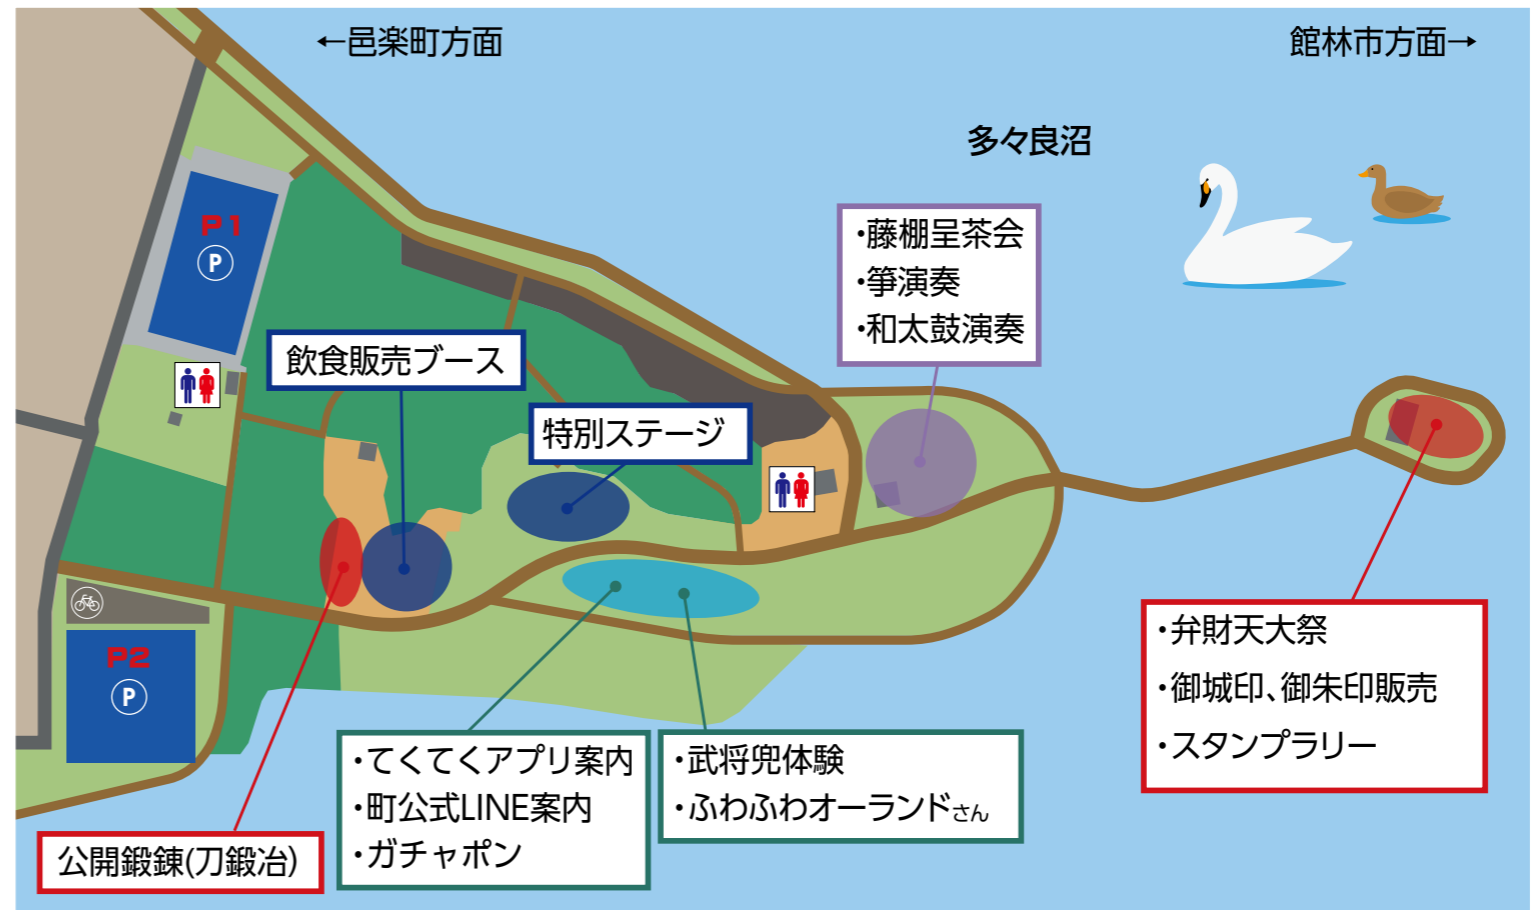 ←邑楽町方面
館林市方面→
多々良沼
P1
P
・藤棚呈茶会
・箏演奏
・和太鼓演奏
飲食販売ブース
特別ステージ
P2
P
・弁財天大祭
・御城印、御朱印販売
・スタンプラリー
・てくてくアプリ案内
・町公式LINE案内
・ガチャポン
・武将兜体験
・ふわふわオーランドさん
公開鍛錬(刀鍛冶)